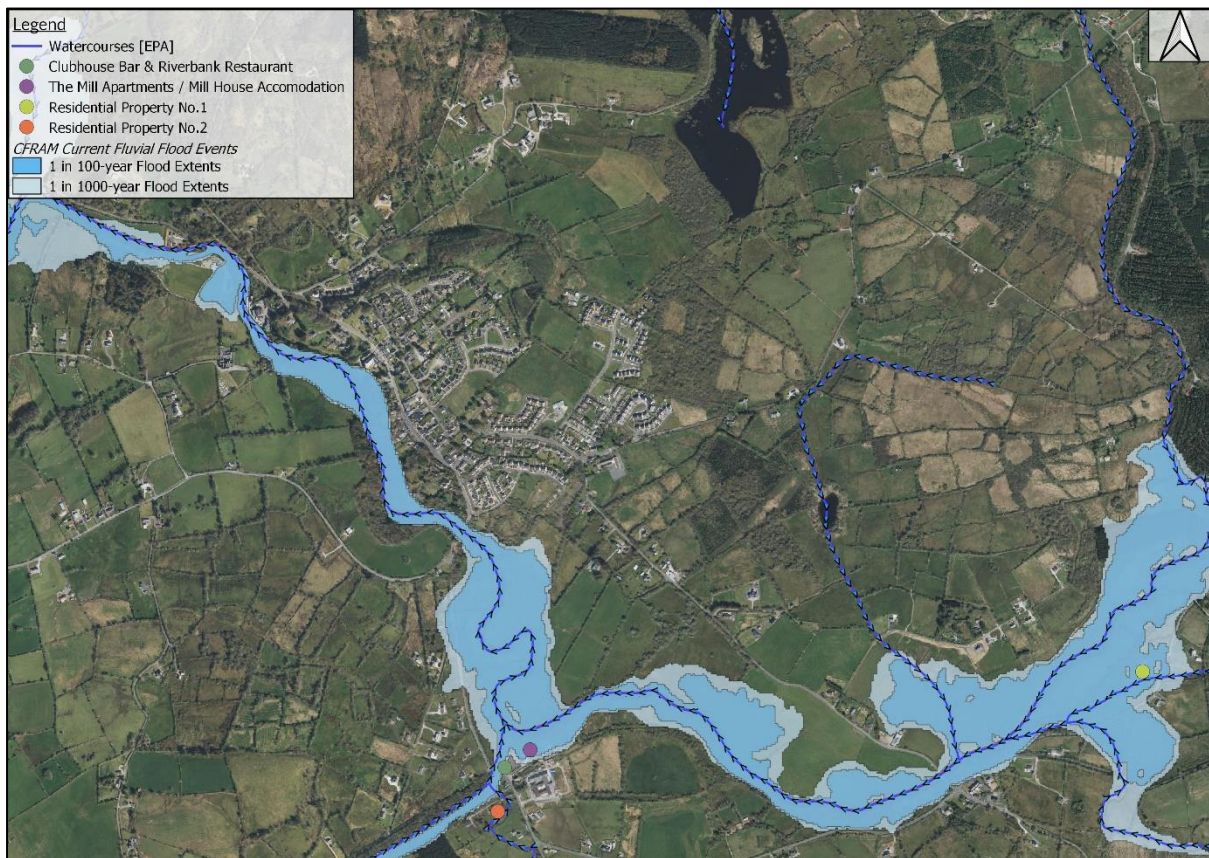 Legend
Watercourses [EPA]
Clubhouse Bar & Riverbank Restaurant
The Mill Apartments / Mill House Accomodation
Residential Property No.1
Residential Property No.2
CFRAM Current Fluvial Flood Events
1 in 100-year Flood Extents
1 in 1000-year Flood Extents